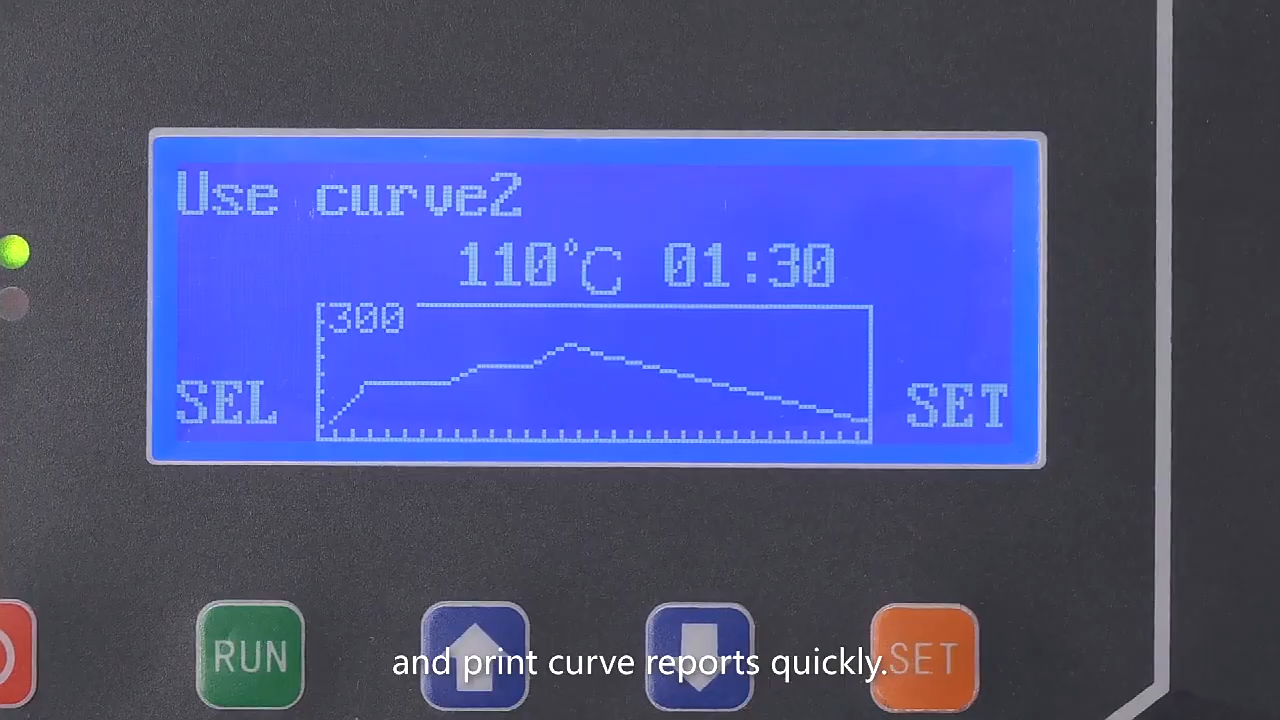 Use curve2
110°C 01:30
300
SEL
SET
RUN
SET
and print curve reports quickly.